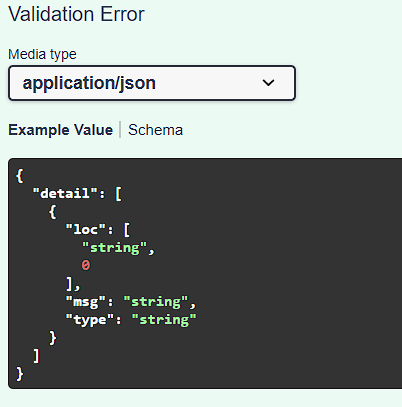 Validation Error
Media type
application/json
Example Value | Schema
{
  "detail": [
    {
      "loc": [
        "string",
        0
      ],
      "msg": "string",
      "type": "string"
    }
  ]
}